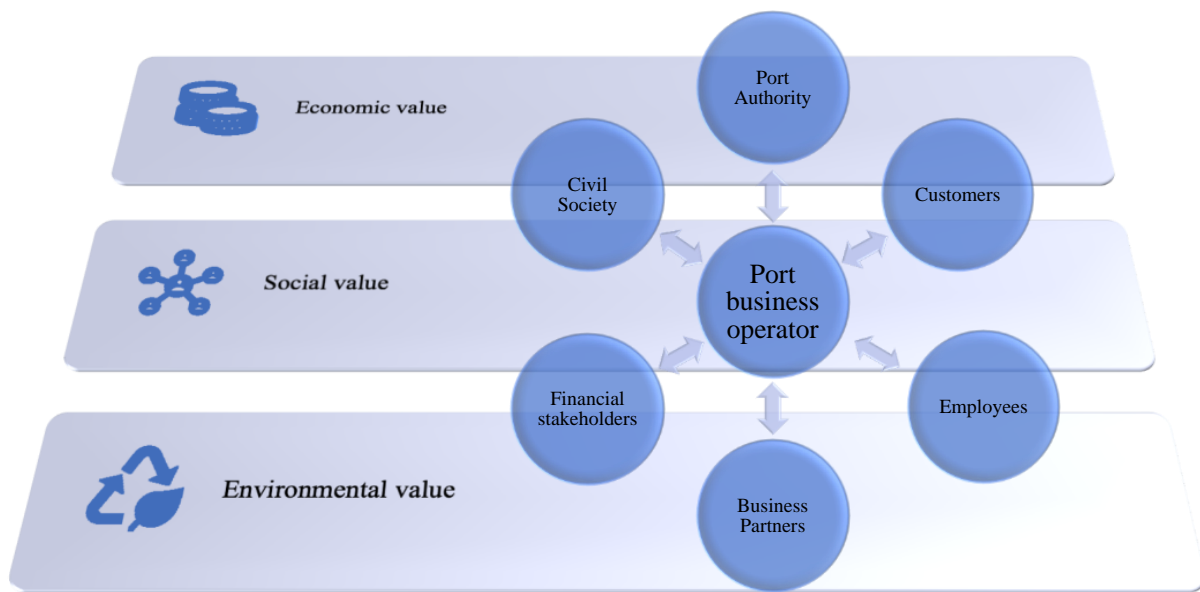 Port
Authority
Economic value
Civil
Society
Customers
Social value
Port
business
operator
Financial
stakeholders
Employees
Environmental value
Business
Partners